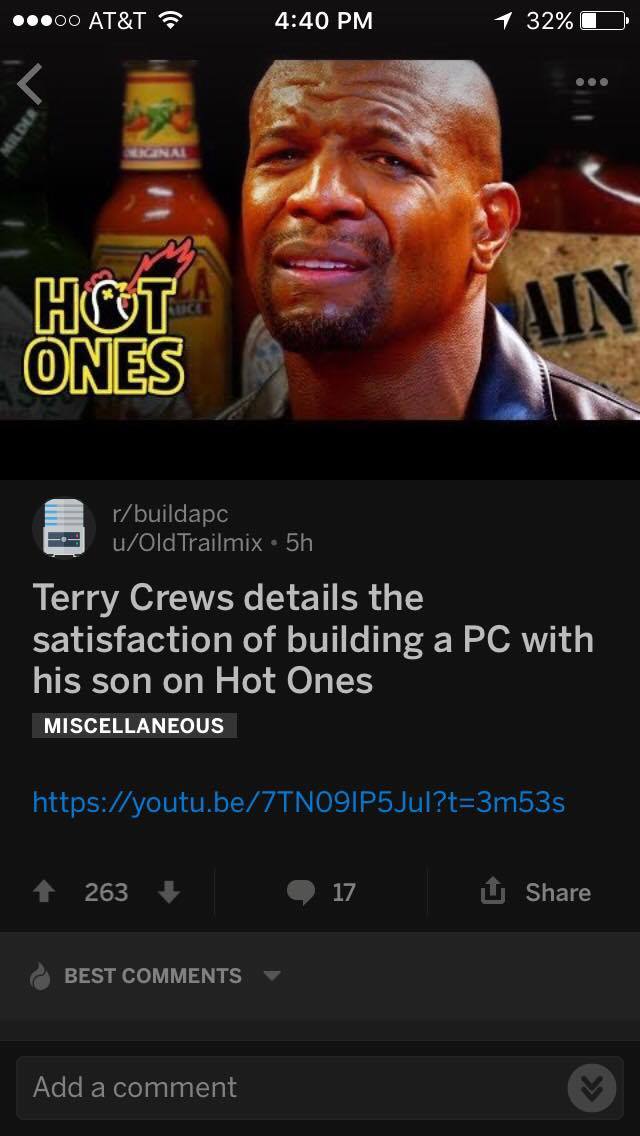 AT&T 4:40 PM 32%
MILDER
ORIGINAL
HOT
ONES
AIN
r/buildapc
u/OldTrailmix • 5h
Terry Crews details the
satisfaction of building a PC with
his son on Hot Ones
MISCELLANEOUS
https://youtu.be/7TN09IP5JuI?t=3m53s
263 17 Share
BEST COMMENTS
Add a comment